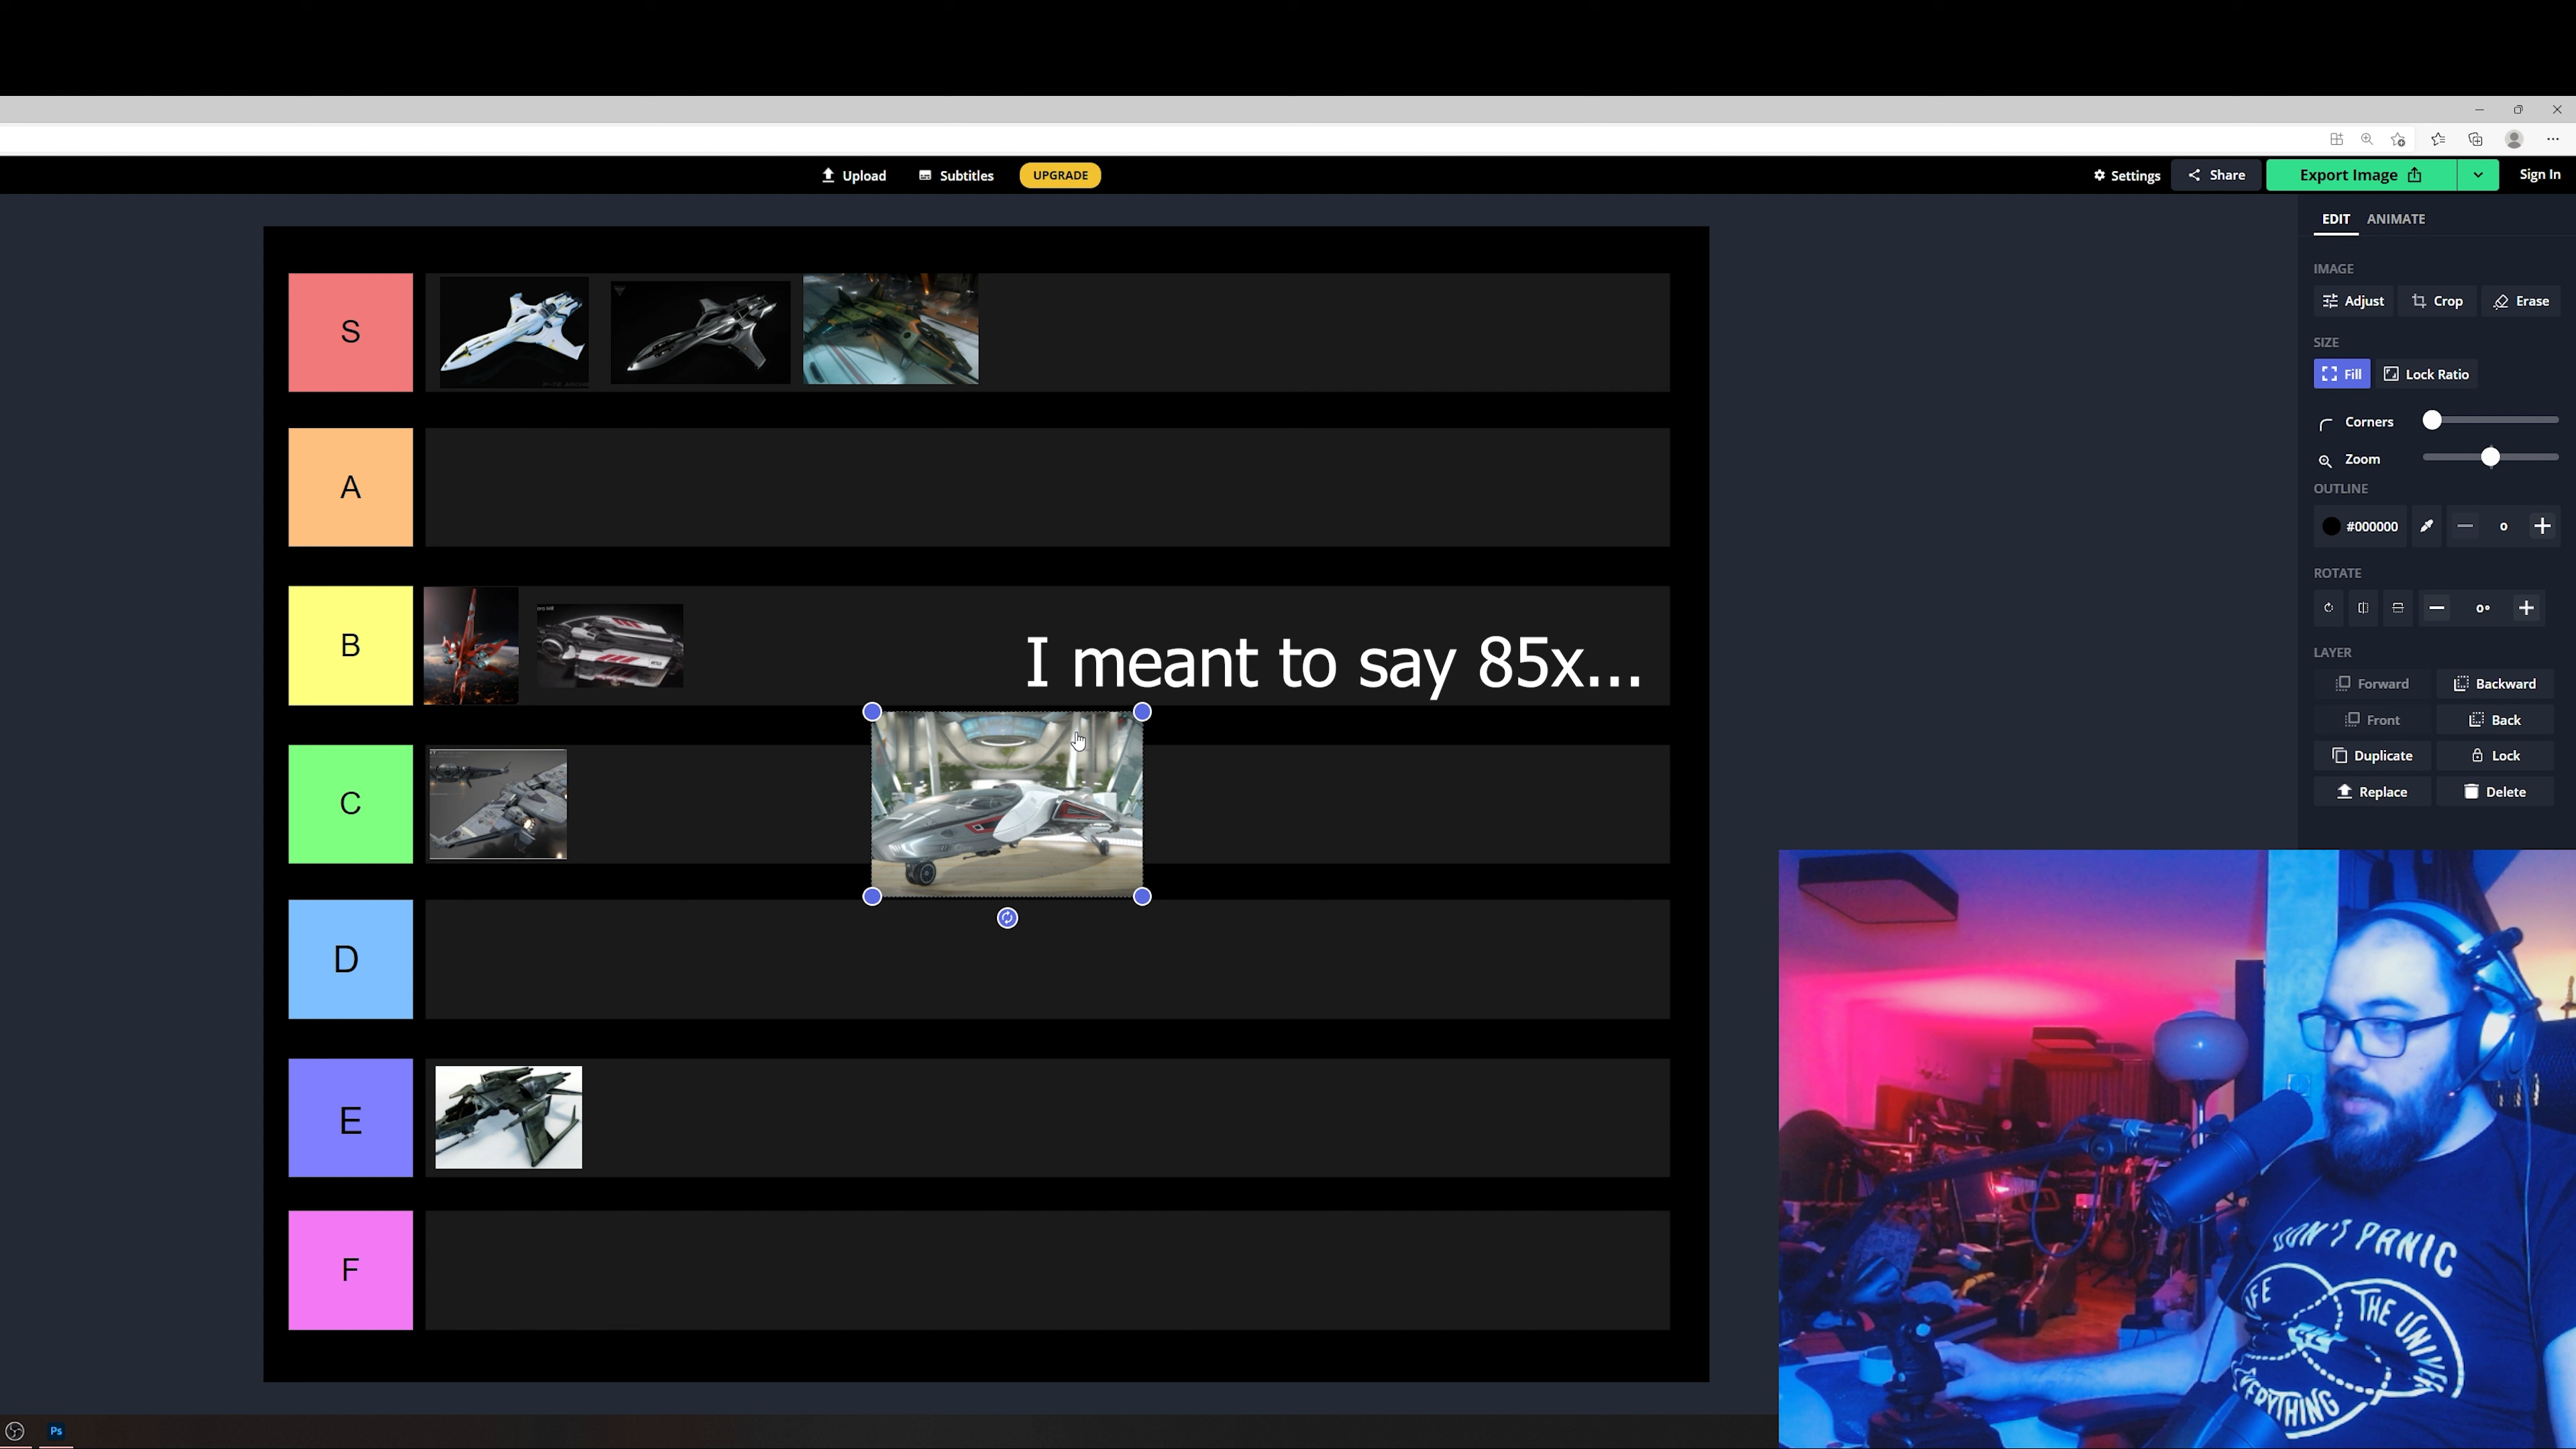 Upload Subtitles UPGRADE Settings Share Export Image Sign In
EDIT ANIMATE
IMAGE
Adjust Crop Erase
SIZE
Fill Lock Ratio
Corners
Zoom
OUTLINE
#000000 0
ROTATE
0°
LAYER
Forward Backward
Front Back
Duplicate Lock
Replace Delete
S
A
B
I meant to say 85x...
C
D
E
F
DON'T PANIC
THE
EVERYTHING
Ps